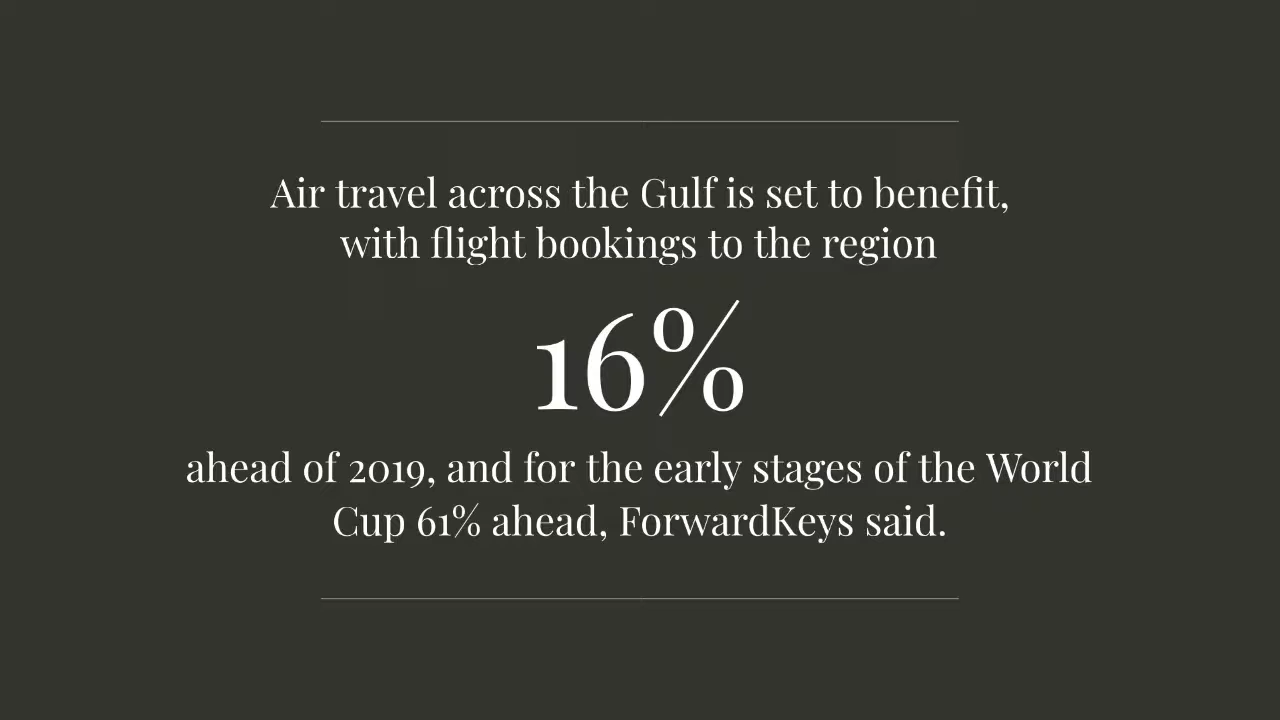 Air travel across the Gulf is set to benefit,
with flight bookings to the region
16%
ahead of 2019, and for the early stages of the World
Cup 61% ahead, ForwardKeys said.